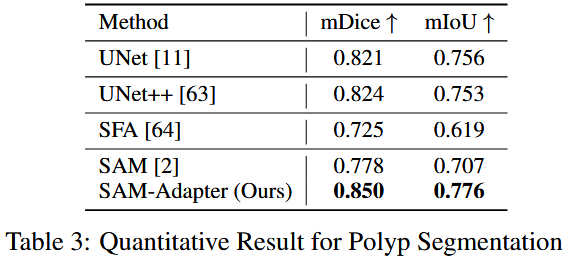 Method mDice ↑ mIoU ↑
UNet [11] 0.821 0.756
UNet++ [63] 0.824 0.753
SFA [64] 0.725 0.619
SAM [2] 0.778 0.707
SAM-Adapter (Ours) 0.850 0.776
Table 3: Quantitative Result for Polyp Segmentation